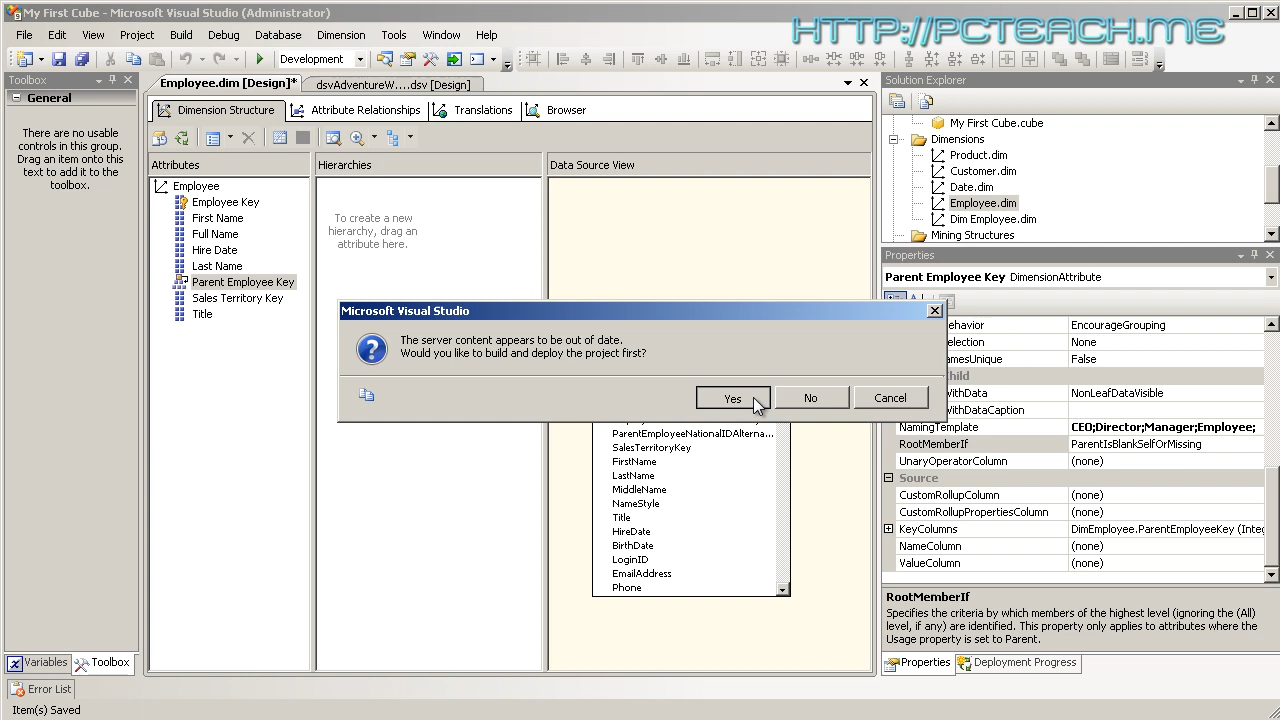 My First Cube - Microsoft Visual Studio (Administrator)
HTTP://PCTEACH.ME
File Edit View Project Build Debug Dimension Tools Window Help
Development
Toolbox
General
There are no usable
controls in this group.
Drag an item onto this
text to add it to the
toolbox.
Variables Toolbox
Error List
Item(s) Saved
Employee.dim [Design]* dsvAdventureW....dsv [Design]
Dimension Structure Attribute Relationships Translations Browser
Attributes
Employee
Employee Key
First Name
Full Name
Hire Date
Last Name
Parent Employee Key
Sales Territory Key
Title
Hierarchies
To create a new
hierarchy, drag an
attribute here.
Data Source View
ParentEmployeeNationalIDAlterna...
SalesTerritoryKey
FirstName
LastName
MiddleName
NameStyle
Title
HireDate
BirthDate
LoginID
EmailAddress
Phone
Microsoft Visual Studio
The server content appears to be out of date.
Would you like to build and deploy the project first?
Yes No Cancel
Solution Explorer
My First Cube.cube
Dimensions
Product.dim
Customer.dim
Date.dim
Employee.dim
Dim Employee.dim
Mining Structures
Properties
Parent Employee Key DimensionAttribute
ehavior EncourageGrouping
election None
amesUnique False
Child
WithData NonLeafDataVisible
WithDataCaption
NamingTemplate CEO;Director;Manager;Employee;
RootMemberIf ParentIsBlankSelfOrMissing
UnaryOperatorColumn (none)
Source
CustomRollupColumn (none)
CustomRollupPropertiesColumn (none)
KeyColumns DimEmployee.ParentEmployeeKey (Integ
NameColumn (none)
ValueColumn (none)
RootMemberIf
Specifies the criteria by which members of the highest level (ignoring the (All)
level, if any) are identified. This property only applies to attributes where the
Usage property is set to Parent.
Properties Deployment Progress